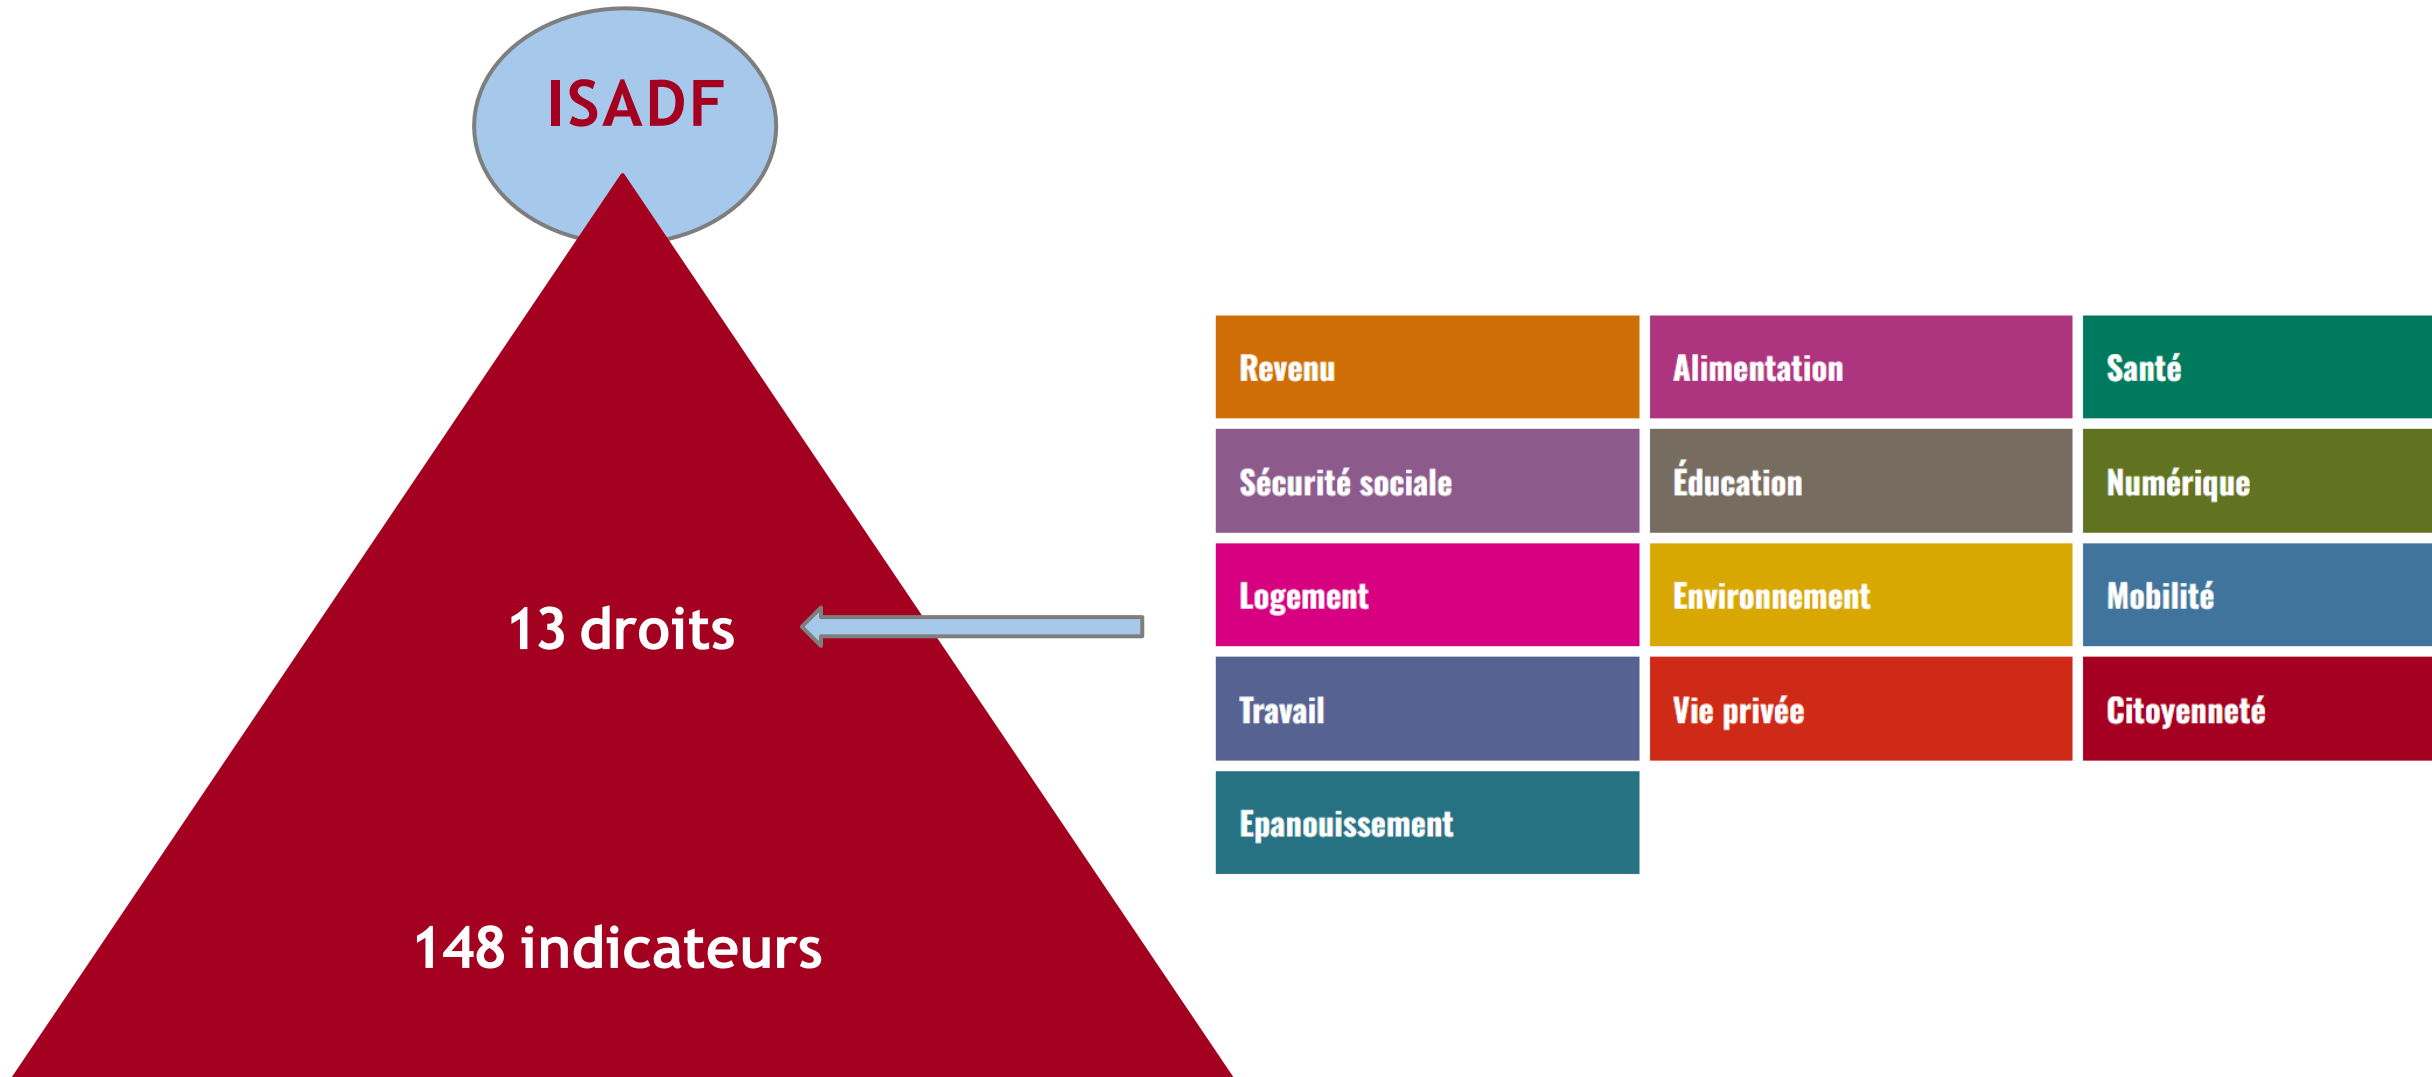 ISADF
13 droits
148 indicateurs
Revenu
Alimentation
Santé
Sécurité sociale
Éducation
Numérique
Logement
Environnement
Mobilité
Travail
Vie privée
Citoyenneté
Epanouissement